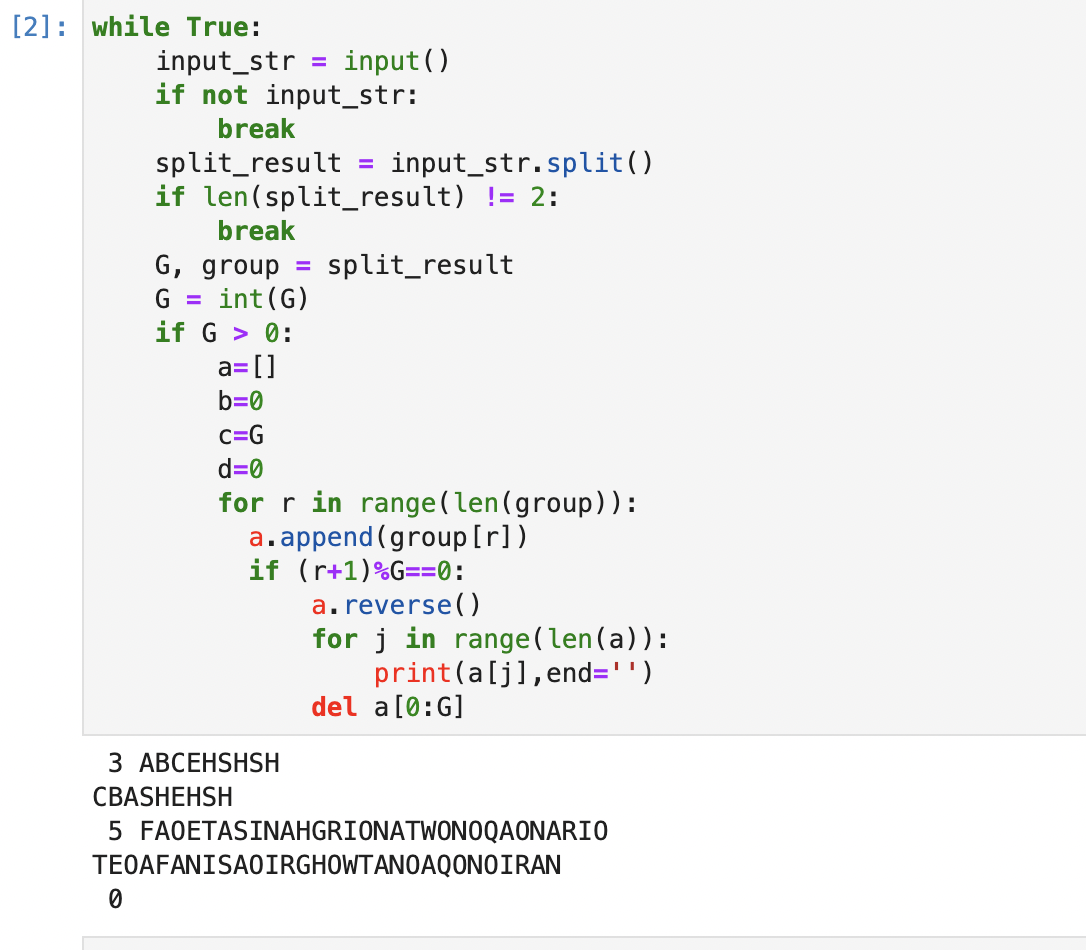 [2]: while True:
    input_str = input()
    if not input_str:
        break
    split_result = input_str.split()
    if len(split_result) != 2:
        break
    G, group = split_result
    G = int(G)
    if G > 0:
        a=[]
        b=0
        c=G
        d=0
        for r in range(len(group)):
          a.append(group[r])
          if (r+1)%G==0:
              a.reverse()
              for j in range(len(a)):
                  print(a[j],end='')
              del a[0:G]
 3 ABCEHSHSH
CBASHEHSH
 5 FAOETASINAHGRIONATWONOQAONARIO
TEOAFANISAOIRGHOWTANOAQONOIRAN
 0